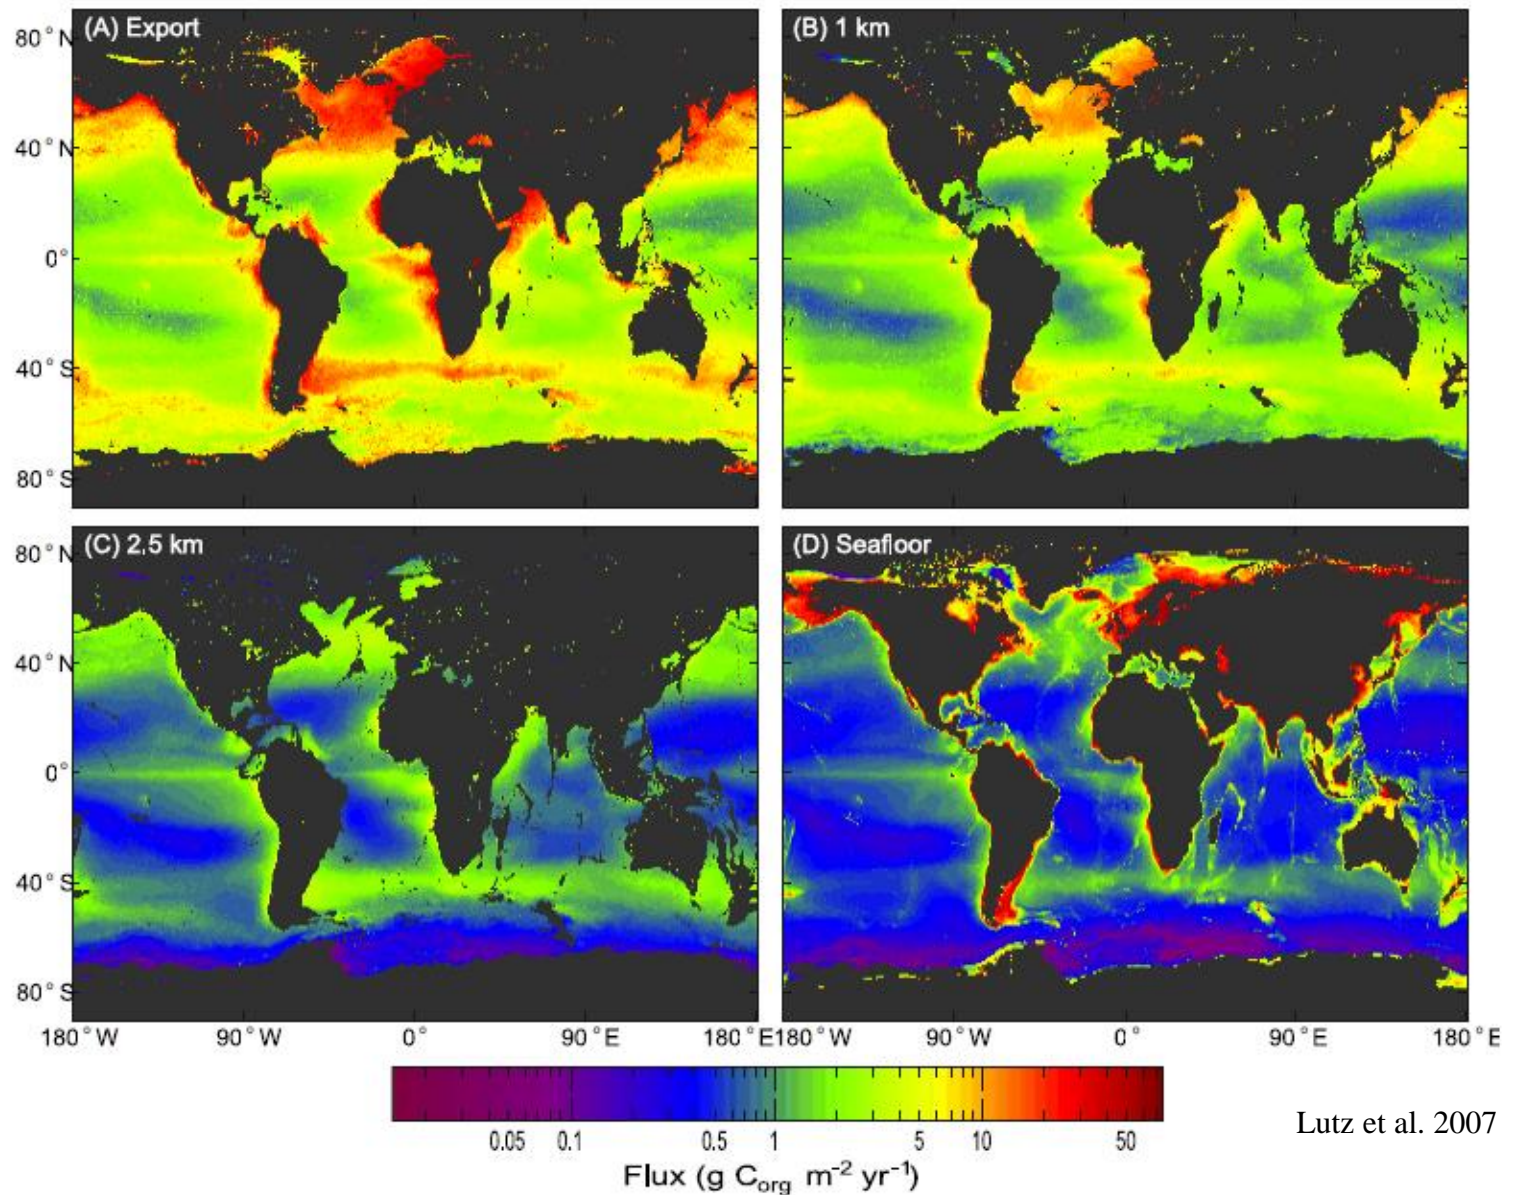 (A) Export
(B) 1 km
80°N
40°N
0°
40°S
80°S
(C) 2.5 km
(D) Seafloor
80°N
40°N
0°
40°S
80°S
180°W 90°W 0° 90°E 180°E 180°W 90°W 0° 90°E 180°E
0.05 0.1 0.5 1 5 10 50
Flux (g C_org m⁻² yr⁻¹)
Lutz et al. 2007